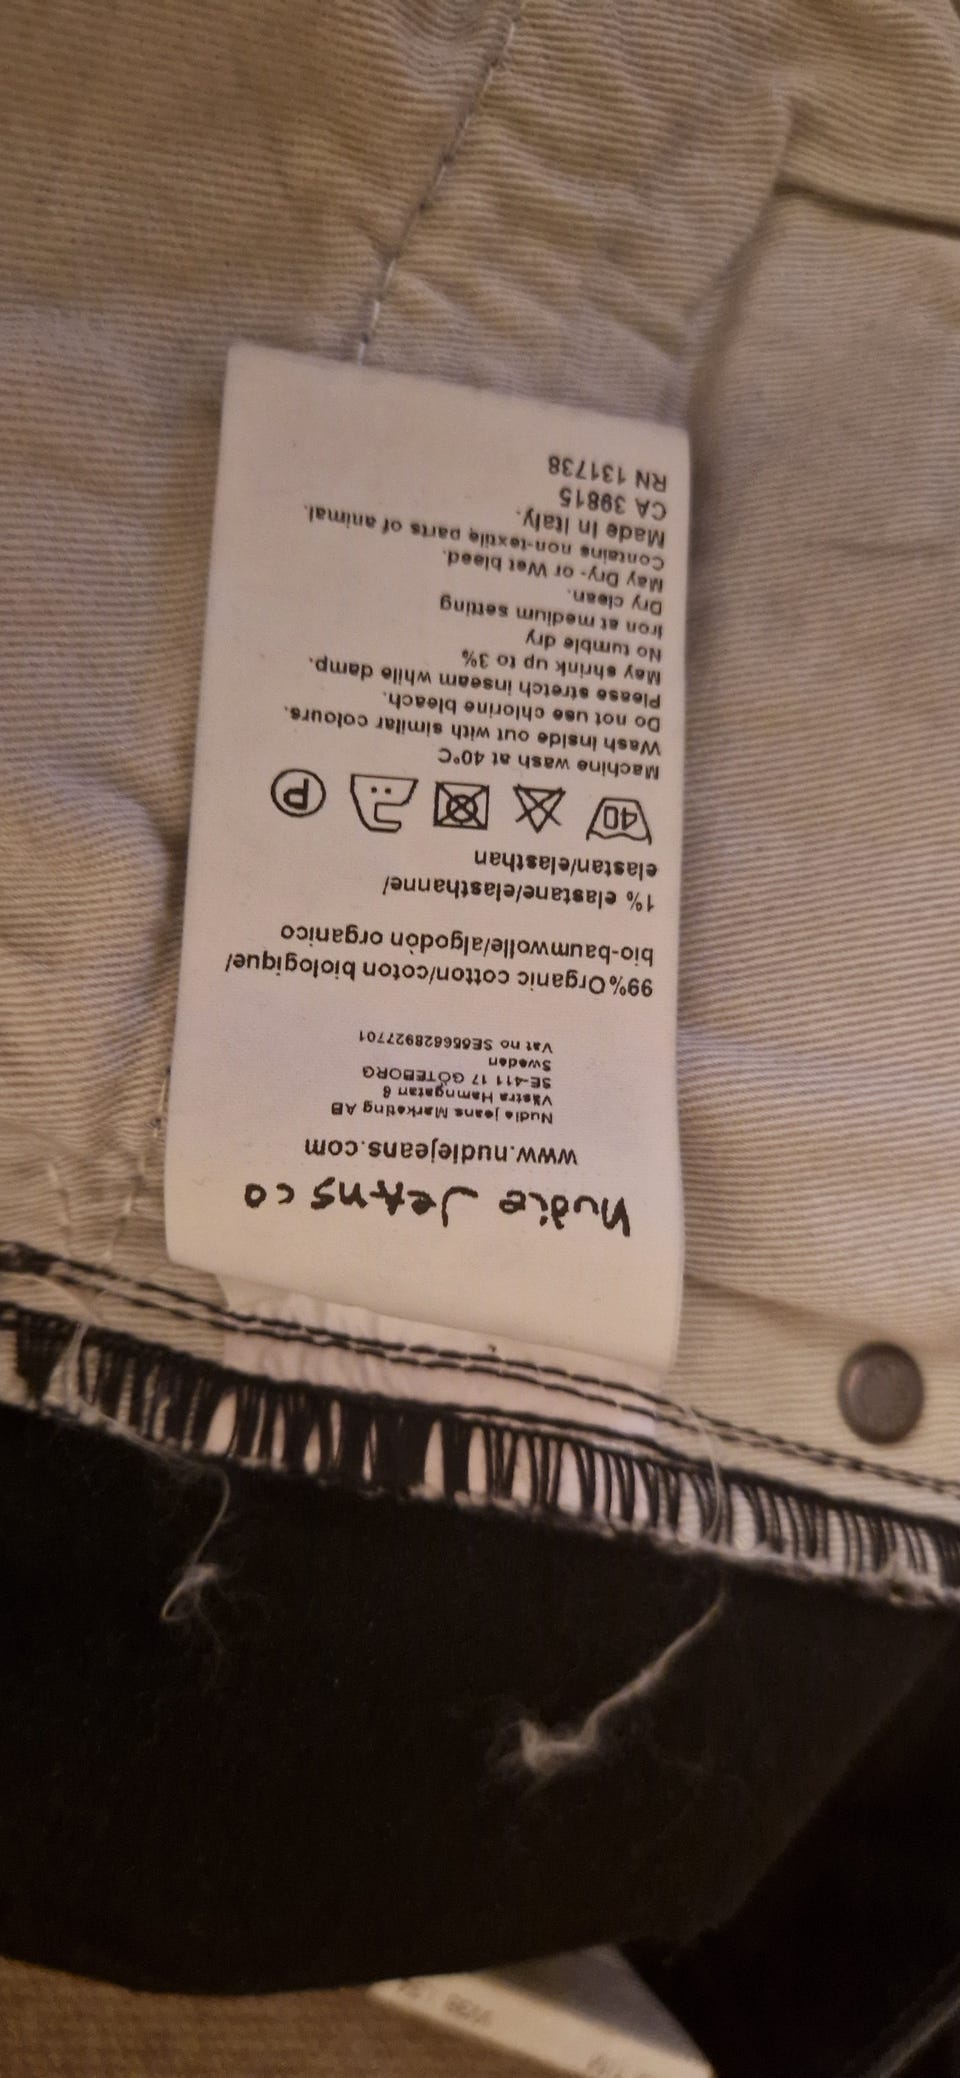 nudie Jeans co
www.nudiejeans.com
Nudie jeans Marketing AB
Västra Hamngatan 6
SE-411 17 GÖTEBORG
Sweden
Vat no SE556628927701
99%Organic cotton/coton biologique/
bio-baumwolle/algodòn organico
1% elastane/elasthanne/
elastan/elasthan
40
P
Machine wash at 40°C
Wash inside out with similar colours.
Do not use chlorine bleach.
Please stretch inseam while damp.
May shrink up to 3%
No tumble dry
Iron at medium setting
Dry clean.
May Dry- or Wet bleed.
Contains non-textile parts of animal.
Made in Italy.
CA 39815
RN 131738